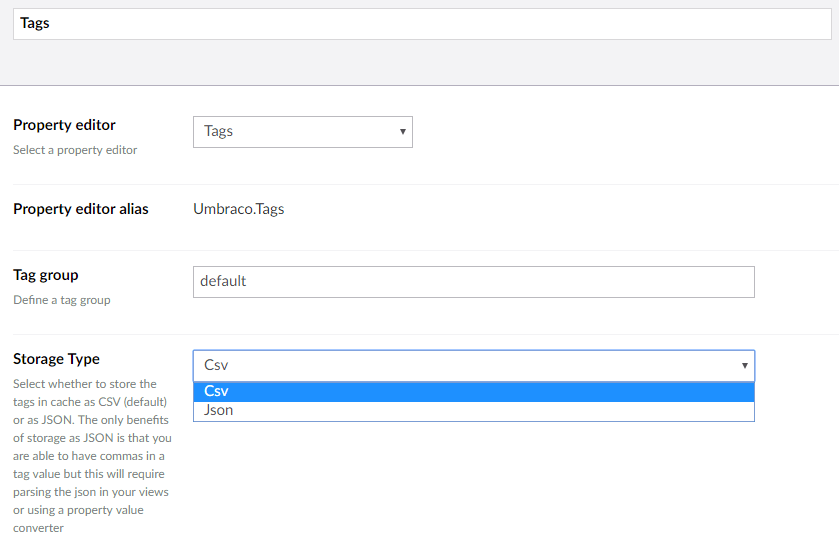 Tags
Property editor
Tags
Select a property editor
Property editor alias
Umbraco.Tags
Tag group
default
Define a tag group
Storage Type
Csv
Select whether to store the
tags in cache as CSV (default)
or as JSON. The only benefits
of storage as JSON is that you
are able to have commas in a
tag value but this will require
parsing the json in your views
or using a property value
converter
Csv
Json